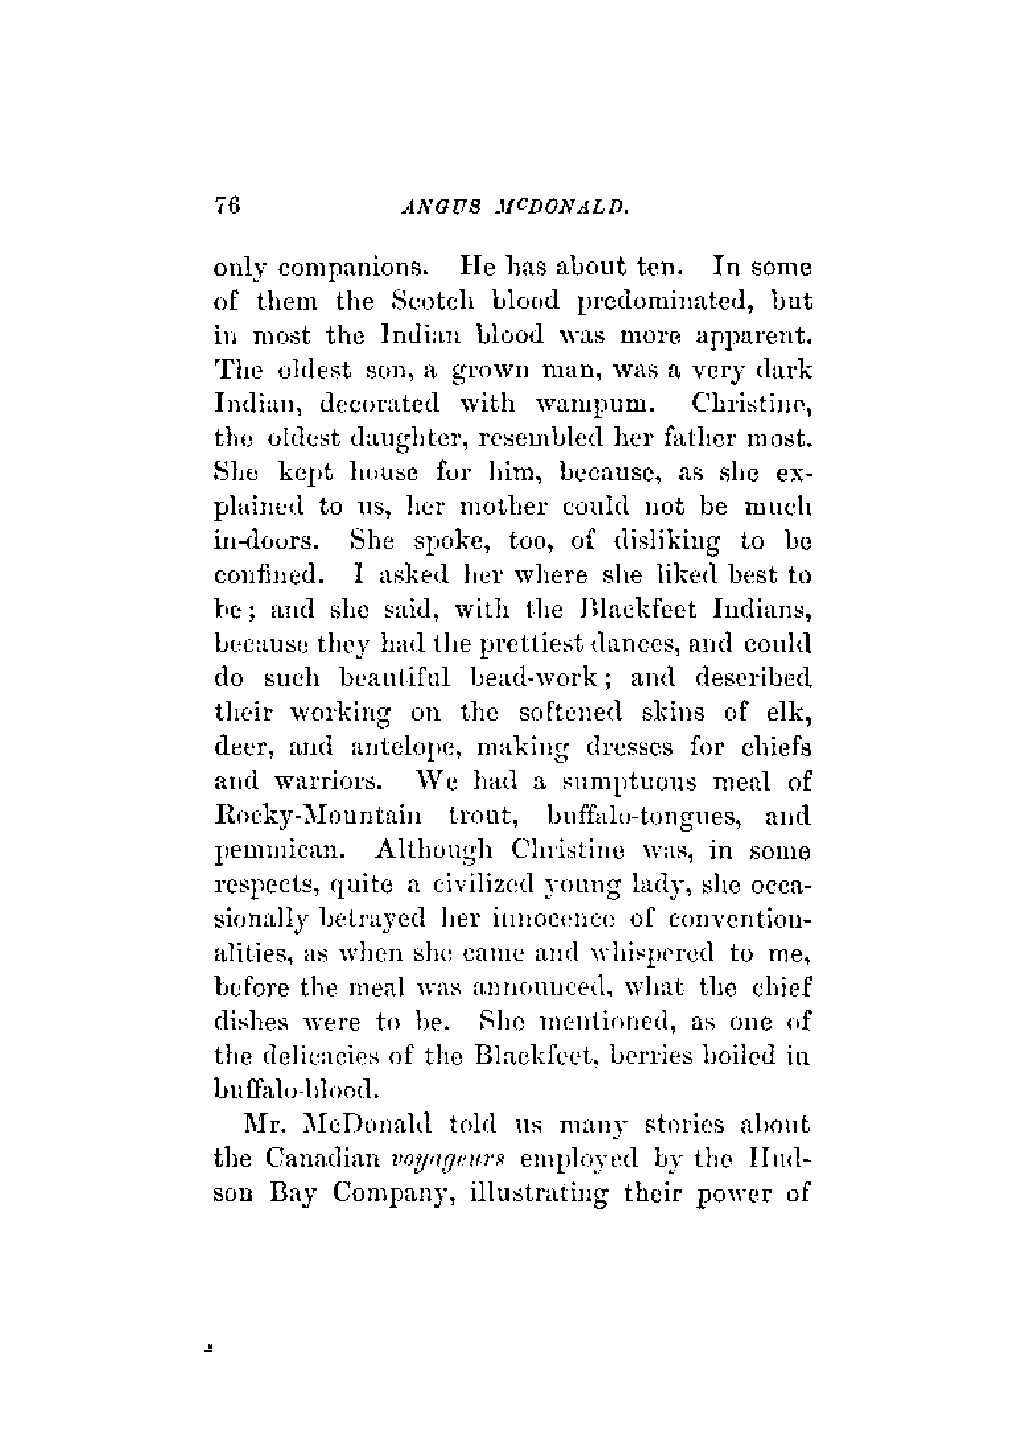 76 ANGUS McDONALD.
only companions. He has about ten. In some
of them the Scotch blood predominated, but
in most the Indian blood was more apparent.
The oldest son, a grown man, was a very dark
Indian, decorated with wampum. Christine,
the oldest daughter, resembled her father most.
She kept house for him, because, as she ex-
plained to us, her mother could not be much
in-doors. She spoke, too, of disliking to be
confined. I asked her where she liked best to
be; and she said, with the Blackfeet Indians,
because they had the prettiest dances, and could
do such beautiful bead-work; and described
their working on the softened skins of elk,
deer, and antelope, making dresses for chiefs
and warriors. We had a sumptuous meal of
Rocky-Mountain trout, buffalo-tongues, and
pemmican. Although Christine was, in some
respects, quite a civilized young lady, she occa-
sionally betrayed her innocence of convention-
alities, as when she came and whispered to me,
before the meal was announced, what the chief
dishes were to be. She mentioned, as one of
the delicacies of the Blackfeet, berries boiled in
buffalo-blood.
Mr. McDonald told us many stories about
the Canadian voyageurs employed by the Hud-
son Bay Company, illustrating their power of